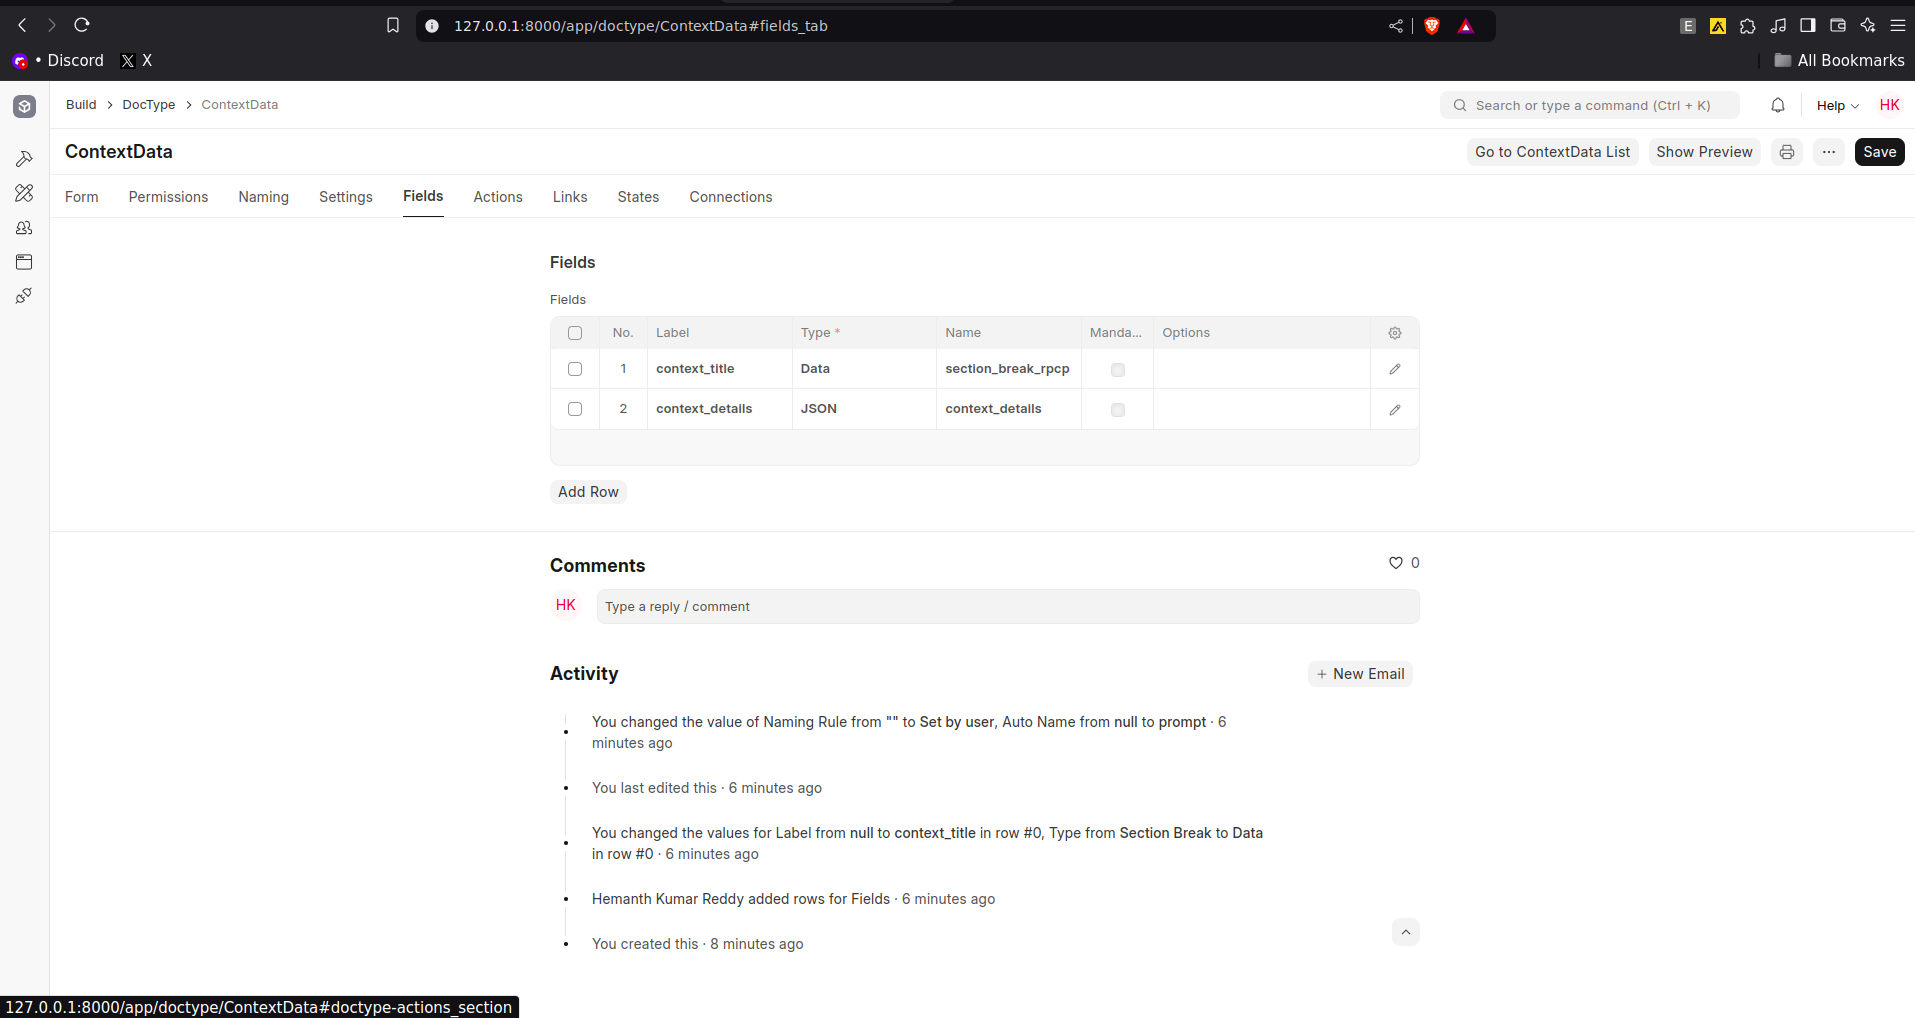 127.0.0.1:8000/app/doctype/ContextData#fields_tab
E
• Discord X
All Bookmarks
Build > DocType > ContextData
Search or type a command (Ctrl + K)
Help
HK
ContextData
Go to ContextData List
Show Preview
...
Save
Form Permissions Naming Settings Fields Actions Links States Connections
Fields
Fields
No. Label Type * Name Manda... Options
1 context_title Data section_break_rpcp
2 context_details JSON context_details
Add Row
Comments
0
HK
Type a reply / comment
Activity
+ New Email
You changed the value of Naming Rule from "" to Set by user, Auto Name from null to prompt · 6
minutes ago
You last edited this · 6 minutes ago
You changed the values for Label from null to context_title in row #0, Type from Section Break to Data
in row #0 · 6 minutes ago
Hemanth Kumar Reddy added rows for Fields · 6 minutes ago
You created this · 8 minutes ago
127.0.0.1:8000/app/doctype/ContextData#doctype-actions_section